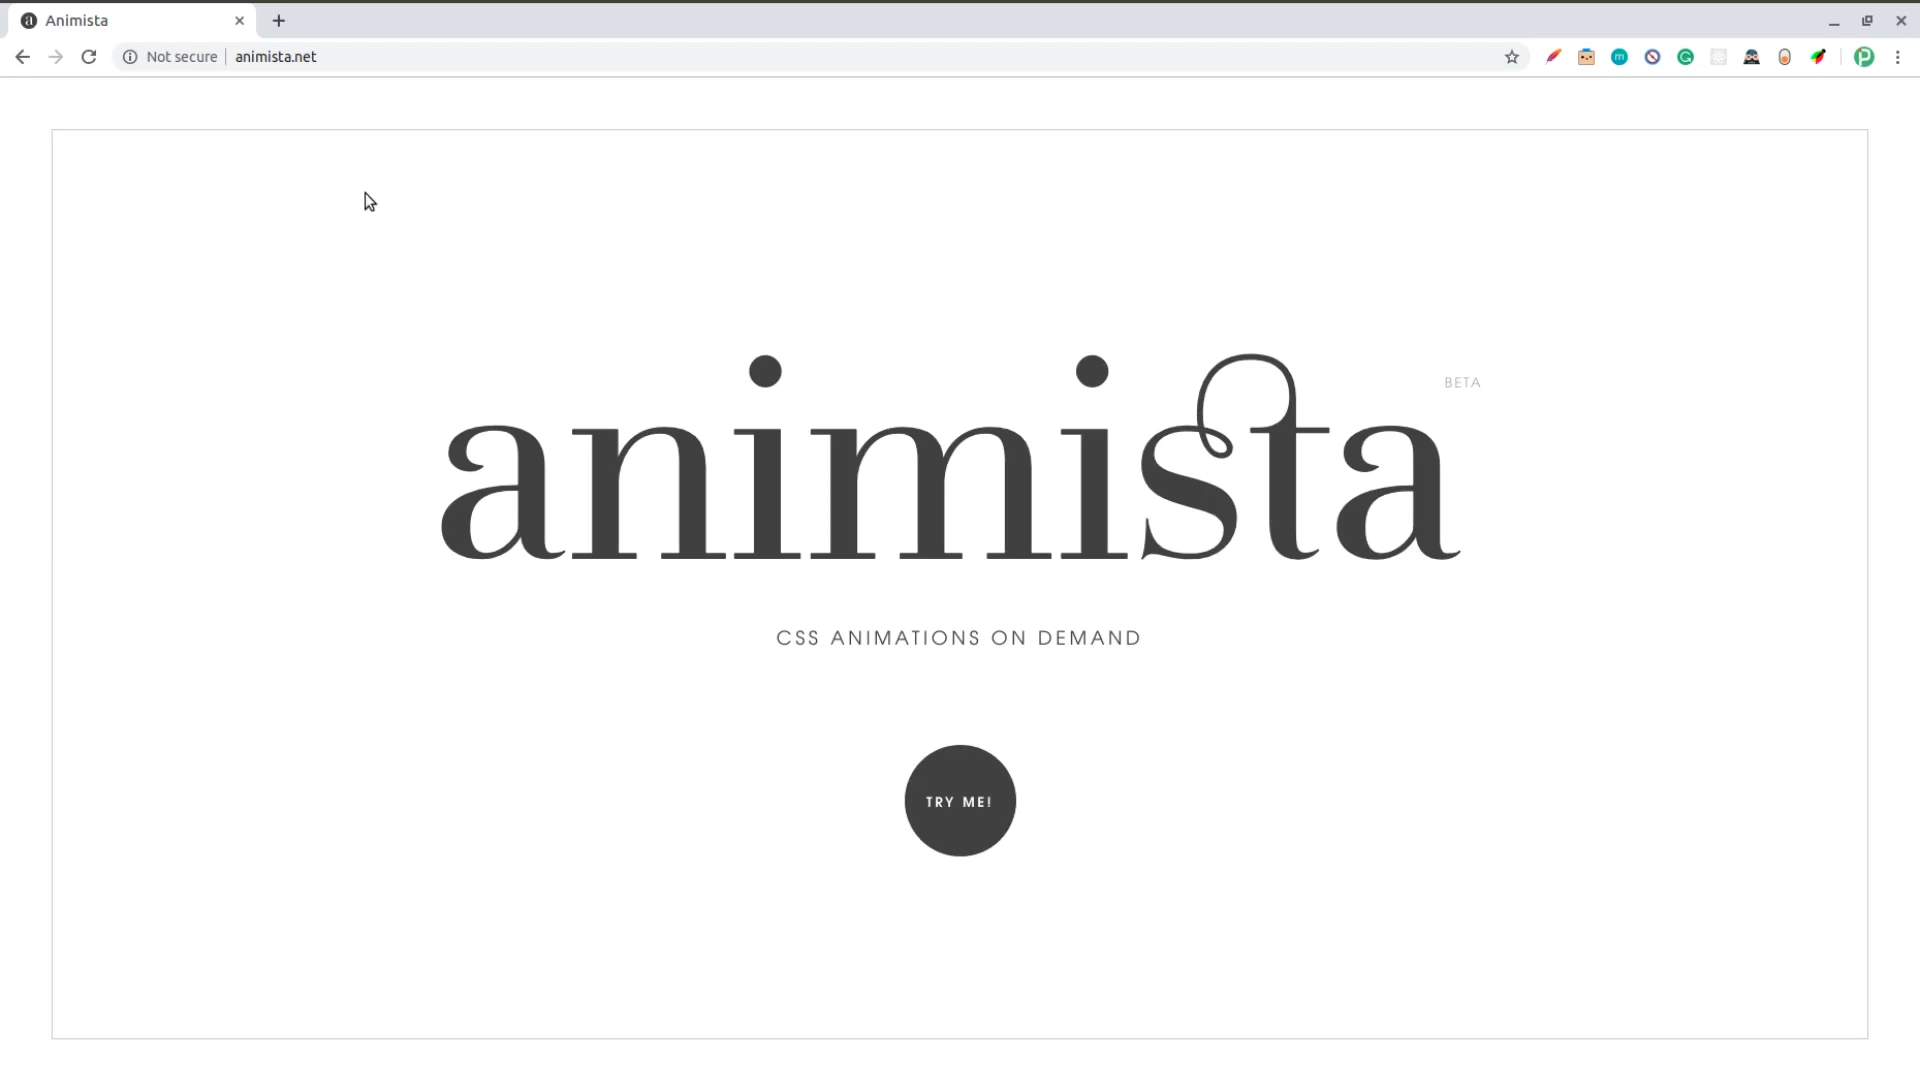 Animista
Not secure animista.net
animista
BETA
CSS ANIMATIONS ON DEMAND
TRY ME!